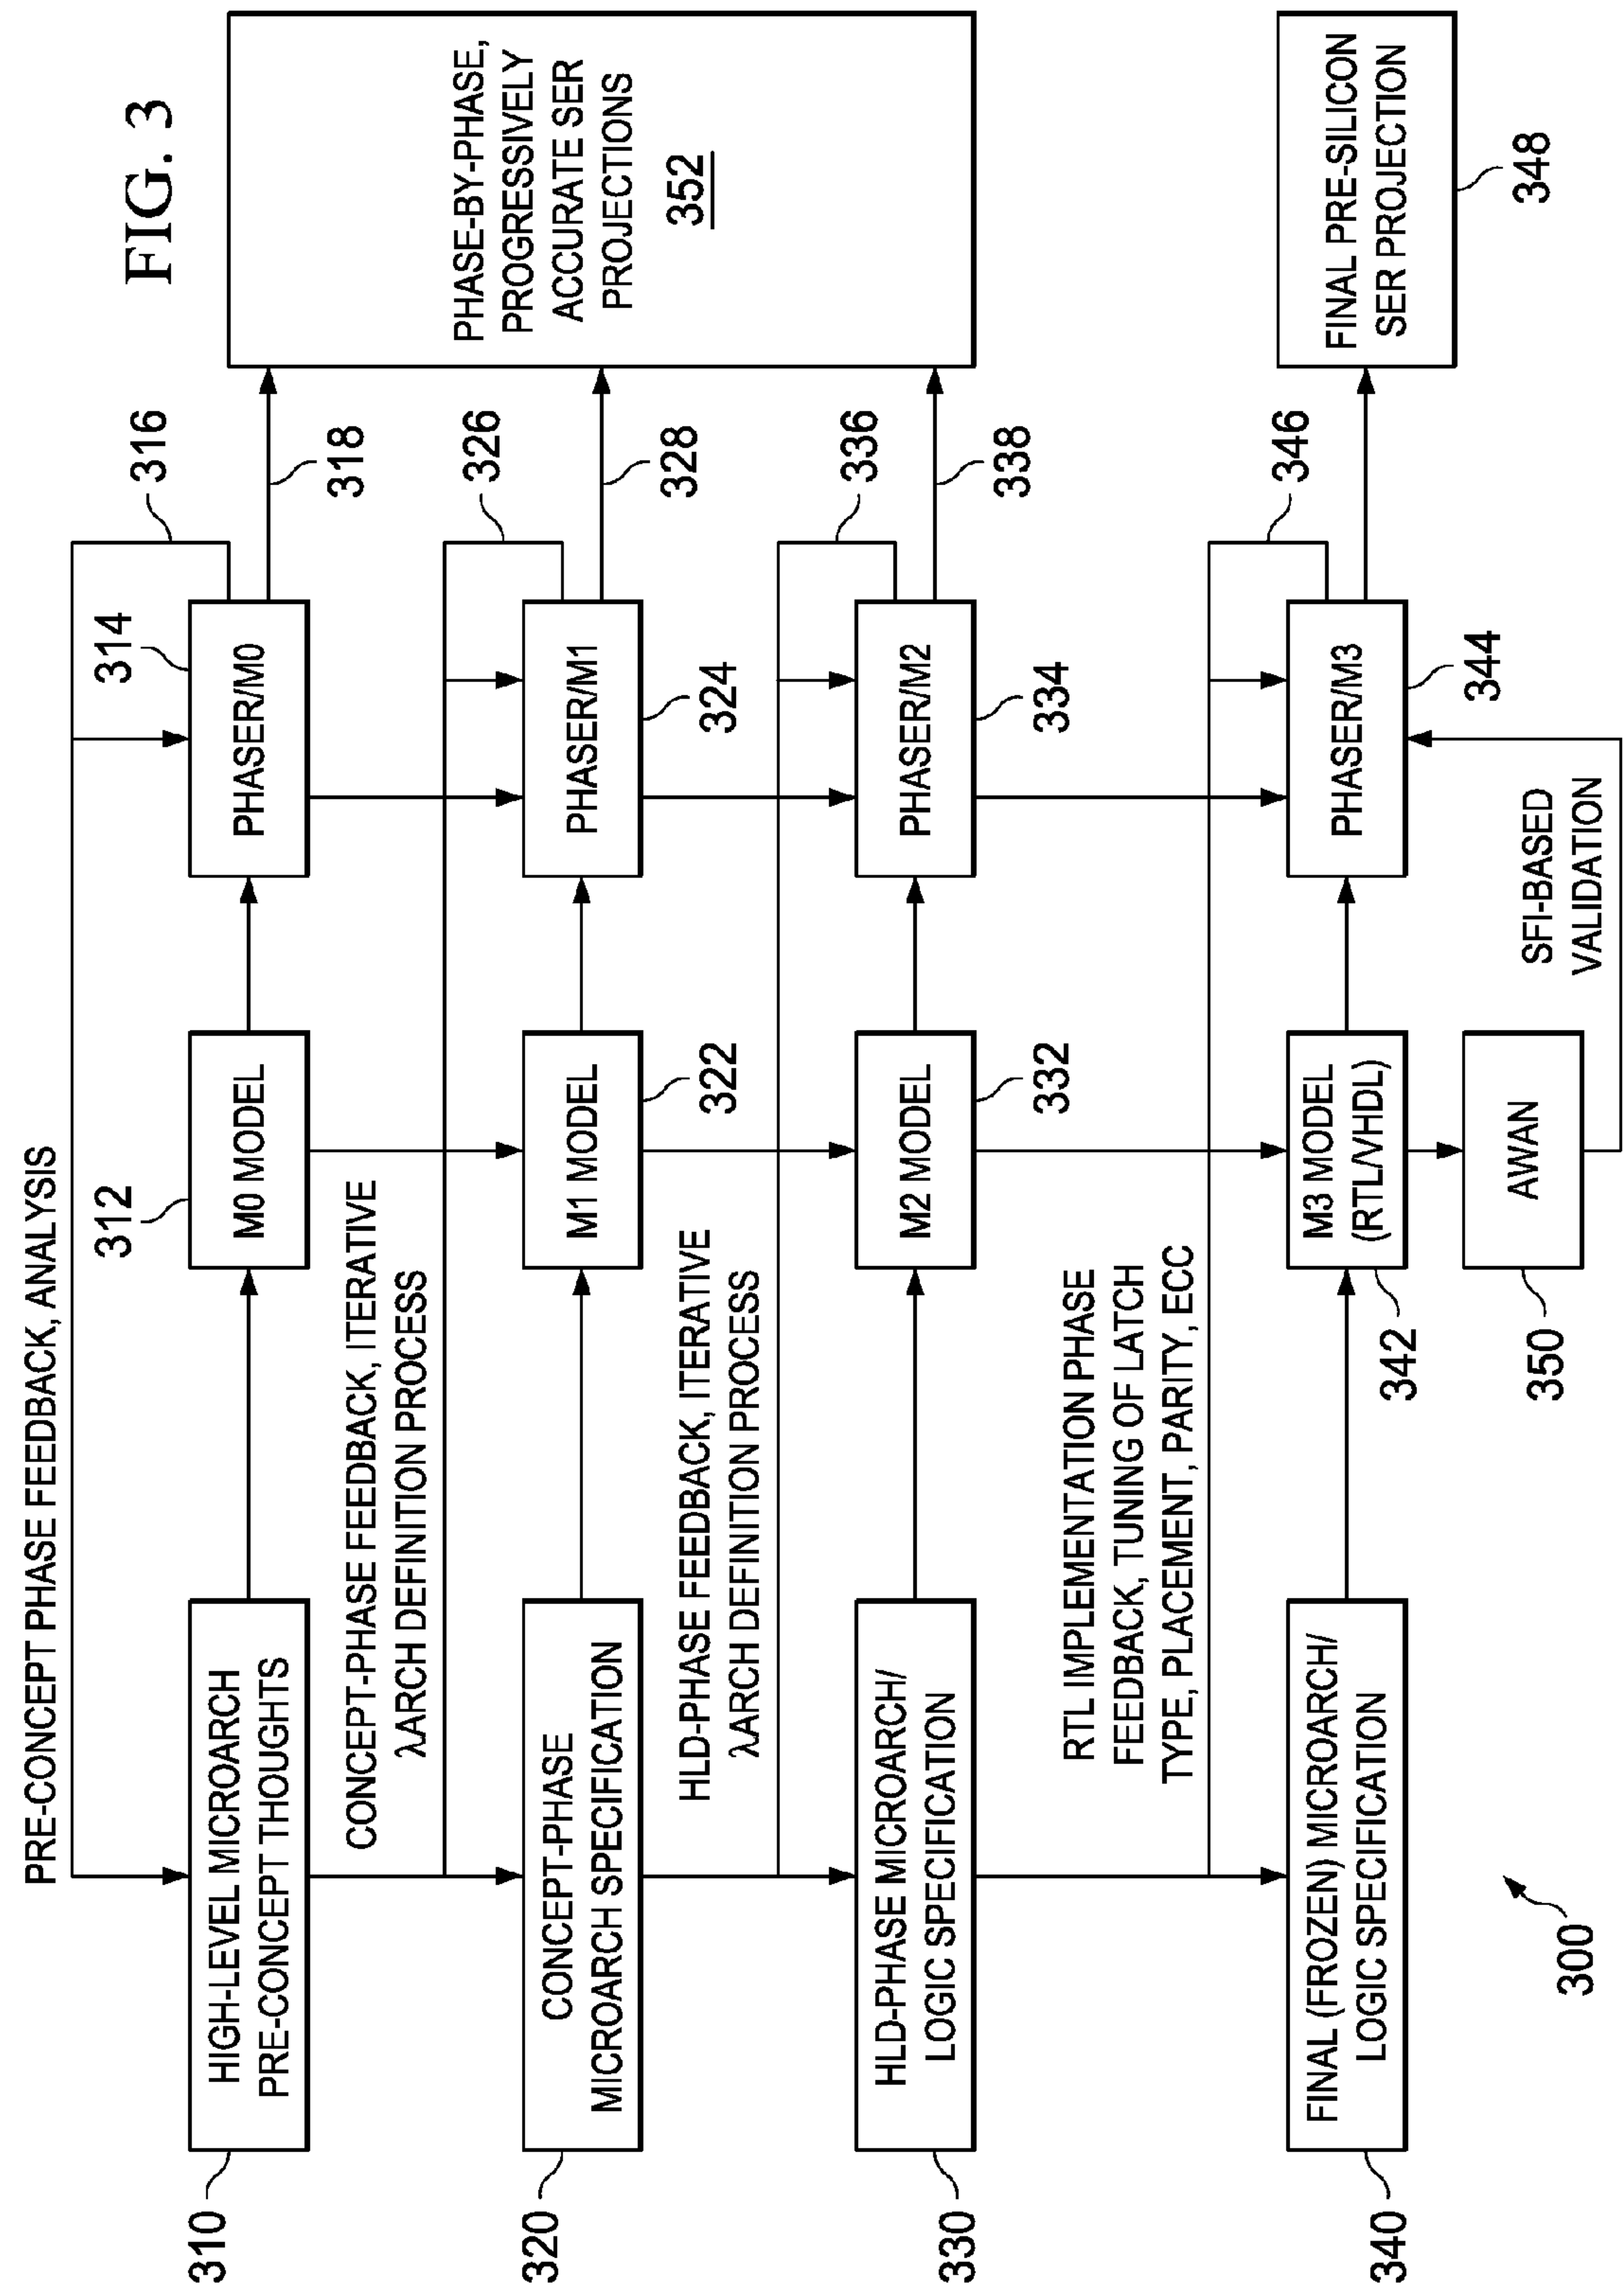 FIG. 3
PRE-CONCEPT PHASE FEEDBACK, ANALYSIS
316
310
HIGH-LEVEL MICROARCH
PRE-CONCEPT THOUGHTS
312
M0 MODEL
314
PHASER/M0
318
PHASE-BY-PHASE,
PROGRESSIVELY
ACCURATE SER
PROJECTIONS
352
CONCEPT-PHASE FEEDBACK, ITERATIVE
λARCH DEFINITION PROCESS
326
320
CONCEPT-PHASE
MICROARCH SPECIFICATION
M1 MODEL
322
PHASER/M1
324
328
HLD-PHASE FEEDBACK, ITERATIVE
λARCH DEFINITION PROCESS
336
330
HLD-PHASE MICROARCH/
LOGIC SPECIFICATION
M2 MODEL
332
PHASER/M2
334
338
RTL IMPLEMENTATION PHASE
FEEDBACK, TUNING OF LATCH
TYPE, PLACEMENT, PARITY, ECC
346
340
FINAL (FROZEN) MICROARCH/
LOGIC SPECIFICATION
M3 MODEL
(RTL/VHDL)
342
PHASER/M3
344
FINAL PRE-SILICON
SER PROJECTION
348
350
AWAN
SFI-BASED
VALIDATION
300